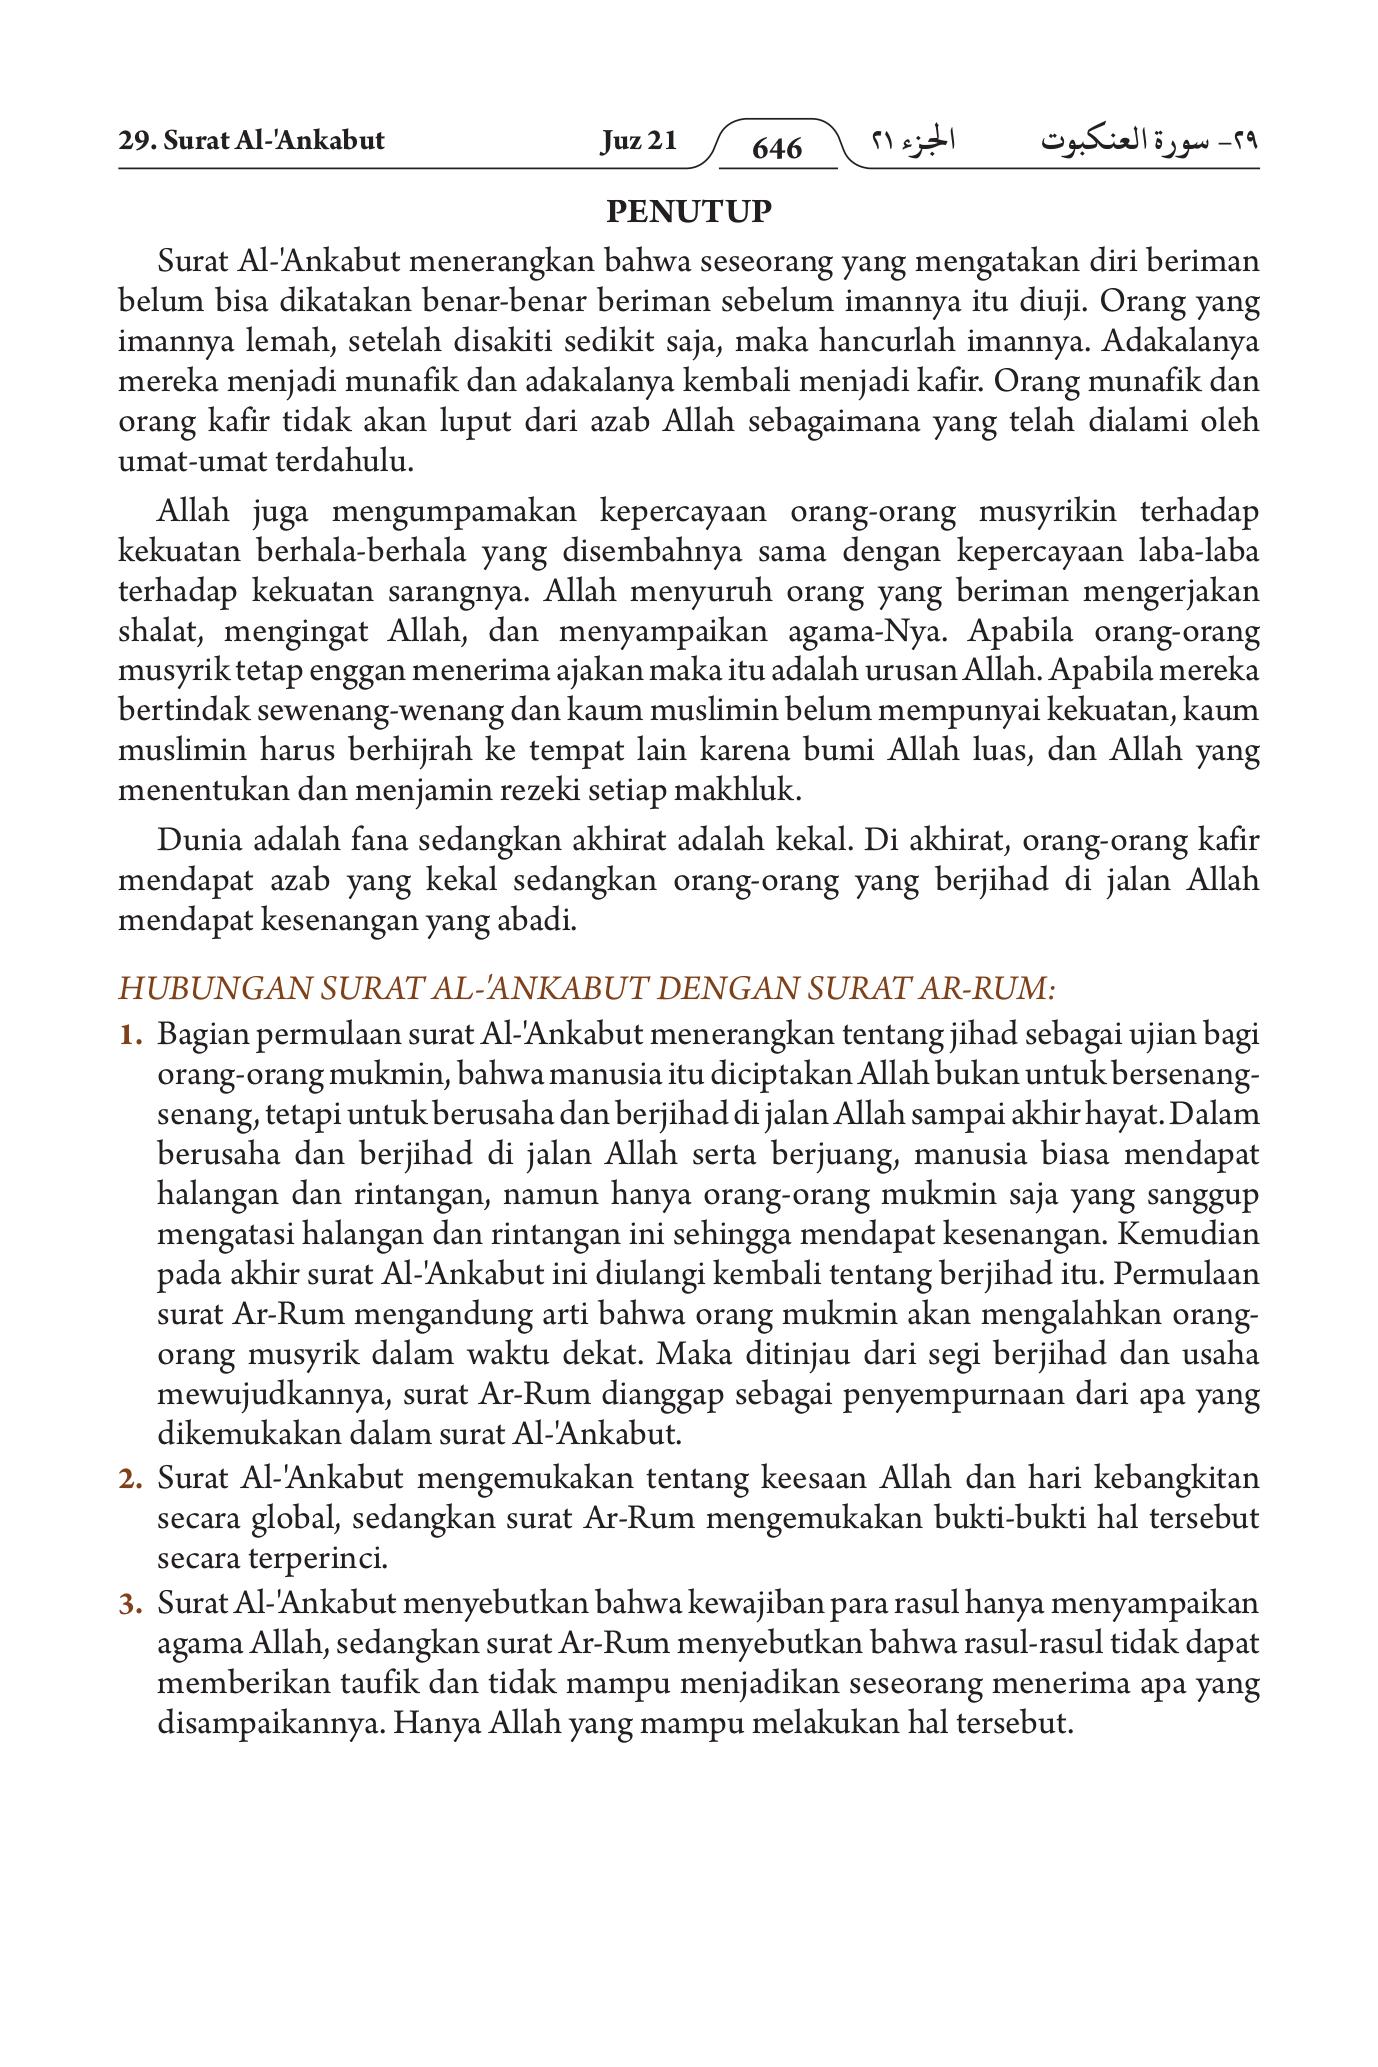 29. Surat Al-'Ankabut Juz 21 646 الجزء ٢١ ٢٩- سورة العنكبوت
PENUTUP
Surat Al-'Ankabut menerangkan bahwa seseorang yang mengatakan diri beriman
belum bisa dikatakan benar-benar beriman sebelum imannya itu diuji. Orang yang
imannya lemah, setelah disakiti sedikit saja, maka hancurlah imannya. Adakalanya
mereka menjadi munafik dan adakalanya kembali menjadi kafir. Orang munafik dan
orang kafir tidak akan luput dari azab Allah sebagaimana yang telah dialami oleh
umat-umat terdahulu.
Allah juga mengumpamakan kepercayaan orang-orang musyrikin terhadap
kekuatan berhala-berhala yang disembahnya sama dengan kepercayaan laba-laba
terhadap kekuatan sarangnya. Allah menyuruh orang yang beriman mengerjakan
shalat, mengingat Allah, dan menyampaikan agama-Nya. Apabila orang-orang
musyrik tetap enggan menerima ajakan maka itu adalah urusan Allah. Apabila mereka
bertindak sewenang-wenang dan kaum muslimin belum mempunyai kekuatan, kaum
muslimin harus berhijrah ke tempat lain karena bumi Allah luas, dan Allah yang
menentukan dan menjamin rezeki setiap makhluk.
Dunia adalah fana sedangkan akhirat adalah kekal. Di akhirat, orang-orang kafir
mendapat azab yang kekal sedangkan orang-orang yang berjihad di jalan Allah
mendapat kesenangan yang abadi.
HUBUNGAN SURAT AL-'ANKABUT DENGAN SURAT AR-RUM:
1. Bagian permulaan surat Al-'Ankabut menerangkan tentang jihad sebagai ujian bagi
orang-orang mukmin, bahwa manusia itu diciptakan Allah bukan untuk bersenang-
senang, tetapi untuk berusaha dan berjihad di jalan Allah sampai akhir hayat. Dalam
berusaha dan berjihad di jalan Allah serta berjuang, manusia biasa mendapat
halangan dan rintangan, namun hanya orang-orang mukmin saja yang sanggup
mengatasi halangan dan rintangan ini sehingga mendapat kesenangan. Kemudian
pada akhir surat Al-'Ankabut ini diulangi kembali tentang berjihad itu. Permulaan
surat Ar-Rum mengandung arti bahwa orang mukmin akan mengalahkan orang-
orang musyrik dalam waktu dekat. Maka ditinjau dari segi berjihad dan usaha
mewujudkannya, surat Ar-Rum dianggap sebagai penyempurnaan dari apa yang
dikemukakan dalam surat Al-'Ankabut.
2. Surat Al-'Ankabut mengemukakan tentang keesaan Allah dan hari kebangkitan
secara global, sedangkan surat Ar-Rum mengemukakan bukti-bukti hal tersebut
secara terperinci.
3. Surat Al-'Ankabut menyebutkan bahwa kewajiban para rasul hanya menyampaikan
agama Allah, sedangkan surat Ar-Rum menyebutkan bahwa rasul-rasul tidak dapat
memberikan taufik dan tidak mampu menjadikan seseorang menerima apa yang
disampaikannya. Hanya Allah yang mampu melakukan hal tersebut.